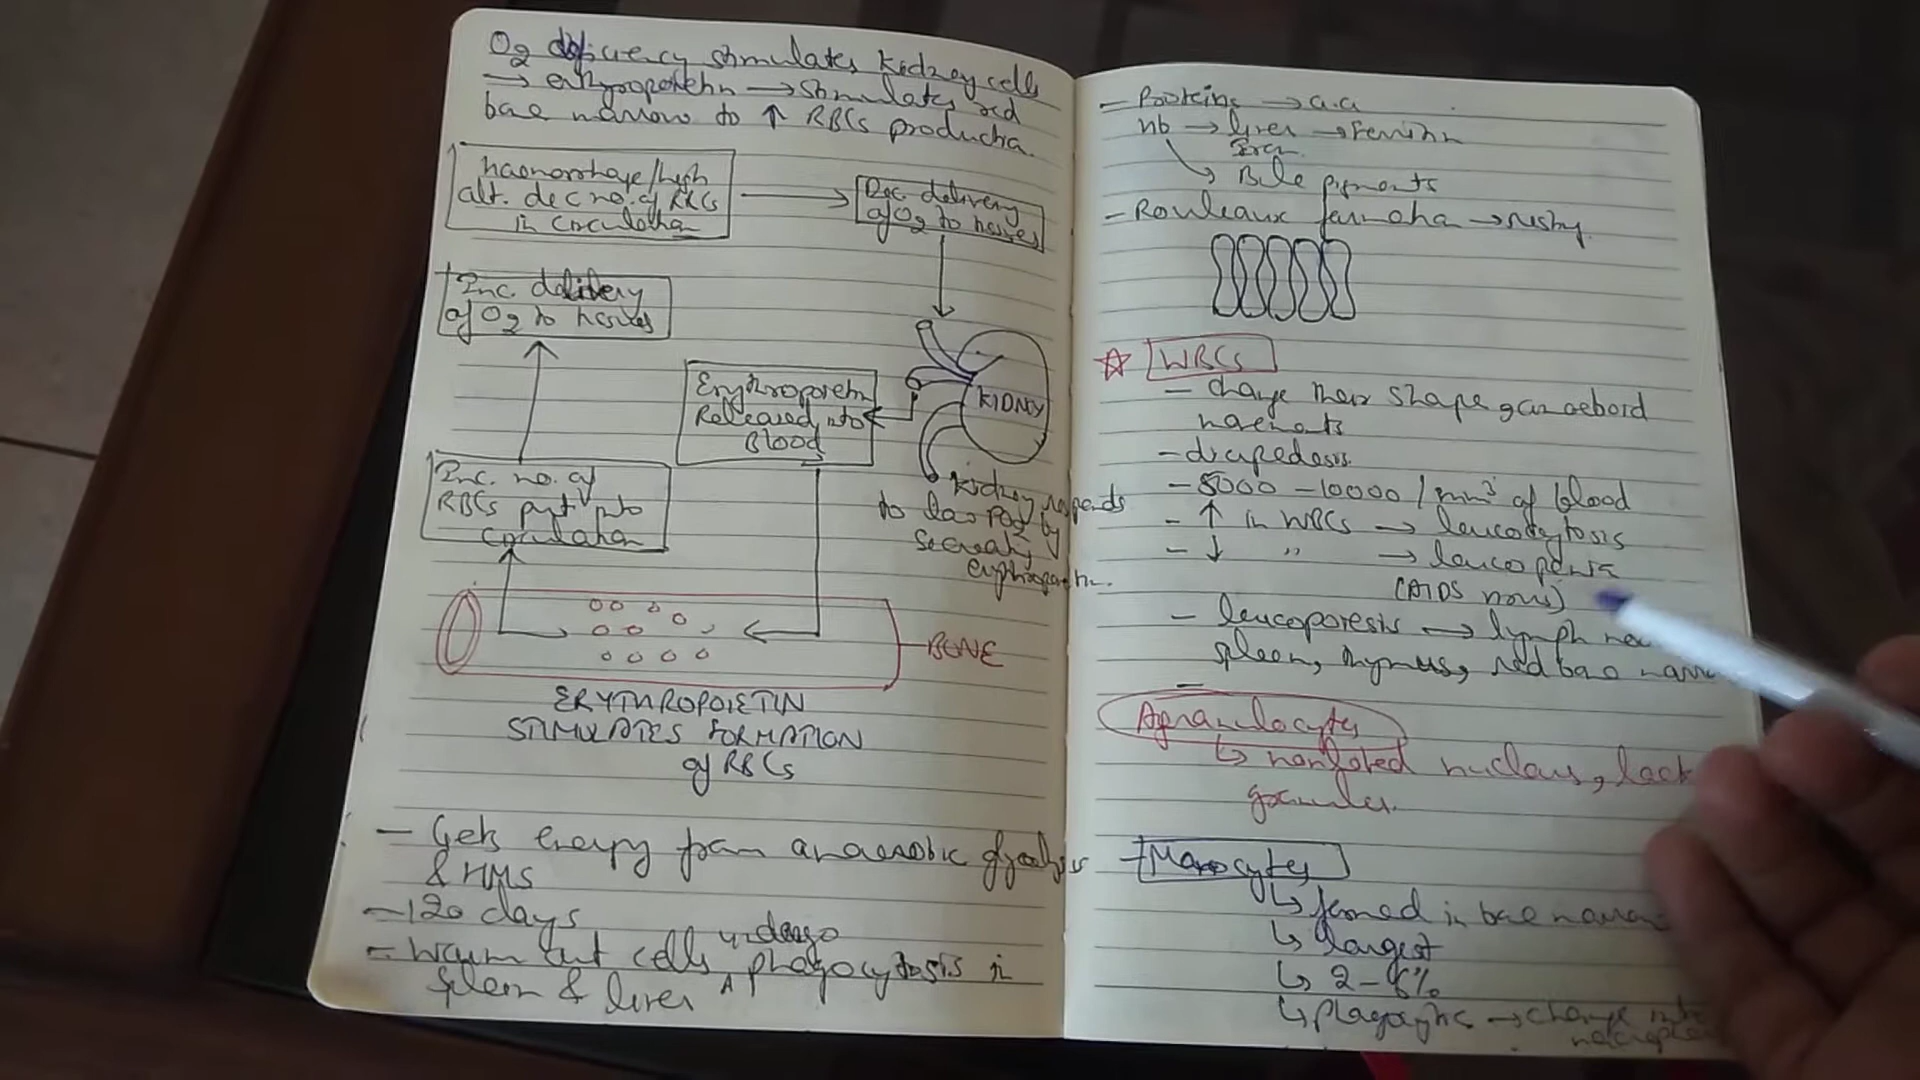 O2 deficiency stimulates kidney cells
→ erythropoietin → stimulates red
bone marrow to ↑ RBCs production.
haemorrhage/high
alt. dec no. of RBCs
in circulation
Dec. delivery
of O2 to tissues
Inc. delivery
of O2 to tissues
Erythropoietin
Released into
Blood
KIDNEY
Inc. no. of
RBCs put into
circulation
Kidney responds
to low PO2 by
secreting
erythropoietin.
BONE
ERYTHROPOIETIN
STIMULATES FORMATION
of RBCs
- Gets energy from anaerobic glycolysis
& HMS
- 120 days
- Worn out cells undergo phagocytosis in
spleen & liver
- Proteins → a.a
Hb → liver → Ferritin
Iron
↘ Bile pigments
- Rouleaux formation → resting
☆ WBCs
- change their shape
movements
- diapedesis.
- 8000 - 10000 / mm3 of blood
- ↑ in WBCs → leucocytosis
- ↓ ,, → leucopenia
(AIDS
- leucopoiesis → lymph
spleen, thymus, red bone
Agranulocytes
↳ nonlobed nucleus, lack
granules.
- Monocytes
↳ formed in bone marrow
↳ largest
↳ 2-8%
↳ phagocytic → change into